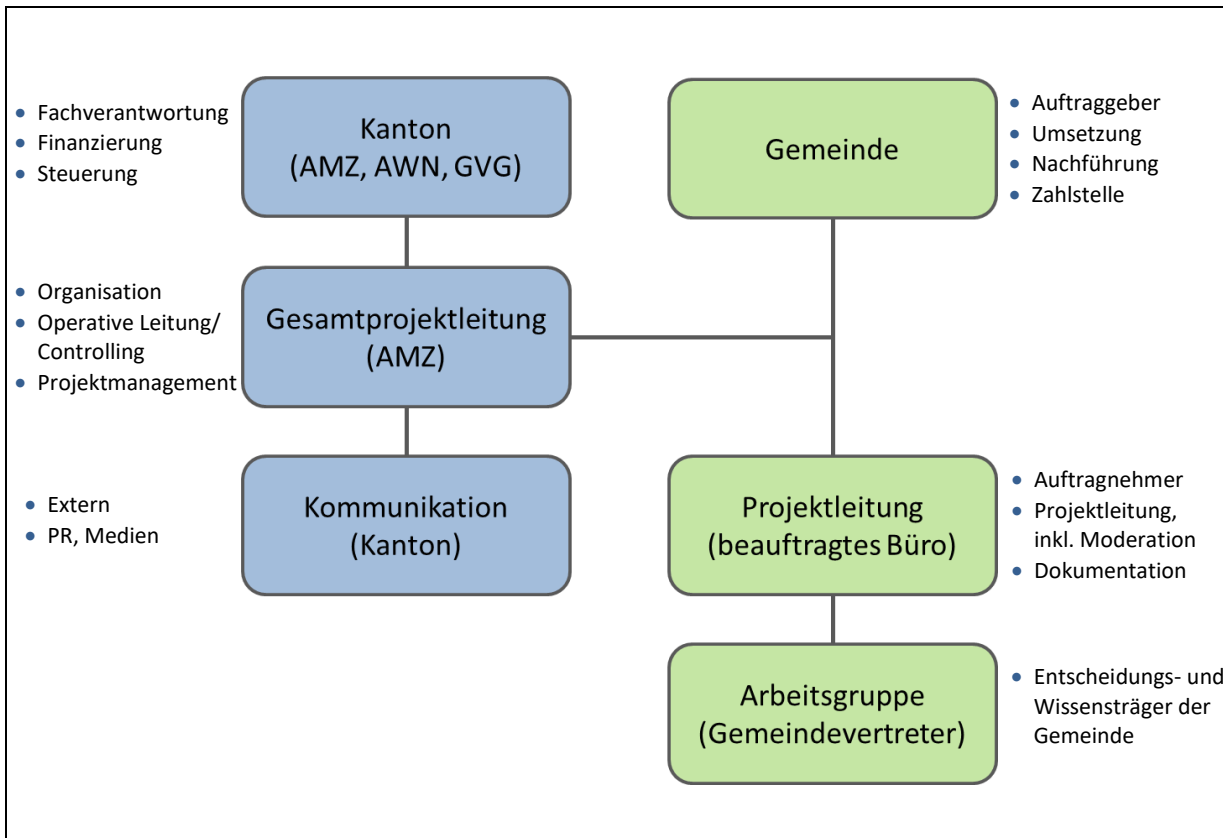 • Fachverantwortung
• Finanzierung
• Steuerung
Kanton
(AMZ, AWN, GVG)
Gemeinde
• Auftraggeber
• Umsetzung
• Nachführung
• Zahlstelle
• Organisation
• Operative Leitung/
Controlling
• Projektmanagement
Gesamtprojektleitung
(AMZ)
• Extern
• PR, Medien
Kommunikation
(Kanton)
Projektleitung
(beauftragtes Büro)
• Auftragnehmer
• Projektleitung,
inkl. Moderation
• Dokumentation
Arbeitsgruppe
(Gemeindevertreter)
• Entscheidungs- und
Wissensträger der
Gemeinde